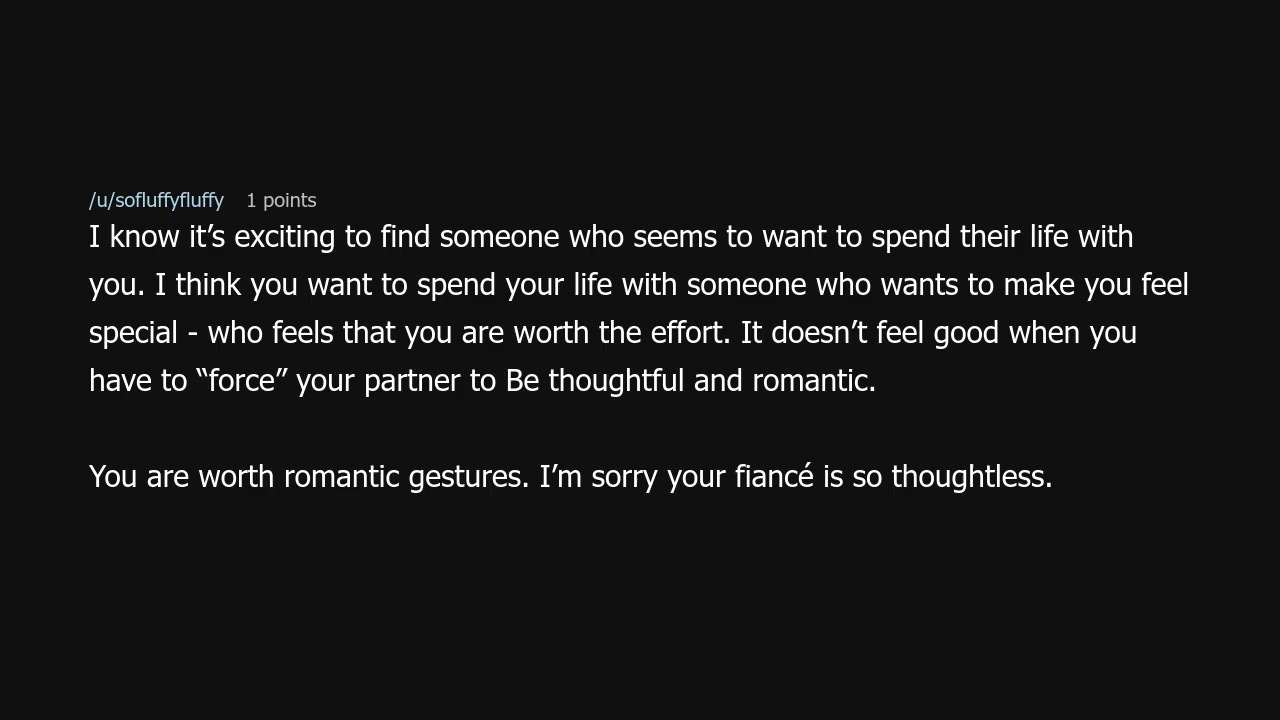 /u/sofluffyfluffy 1 points
I know it’s exciting to find someone who seems to want to spend their life with
you. I think you want to spend your life with someone who wants to make you feel
special - who feels that you are worth the effort. It doesn’t feel good when you
have to “force” your partner to Be thoughtful and romantic.
You are worth romantic gestures. I’m sorry your fiancé is so thoughtless.